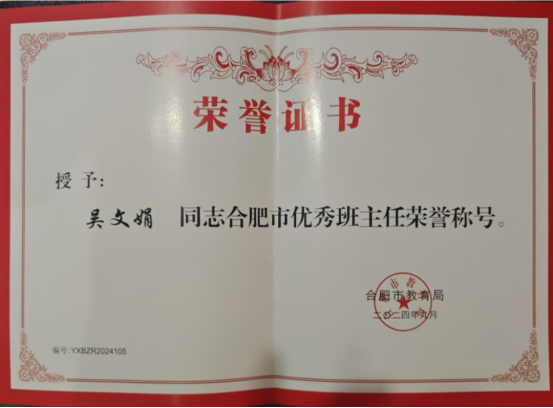 荣誉证书
授予:
吴文娟 同志合肥市优秀班主任荣誉称号。
合肥市教育局
二〇二四年九月
编号:YXBZR2024105